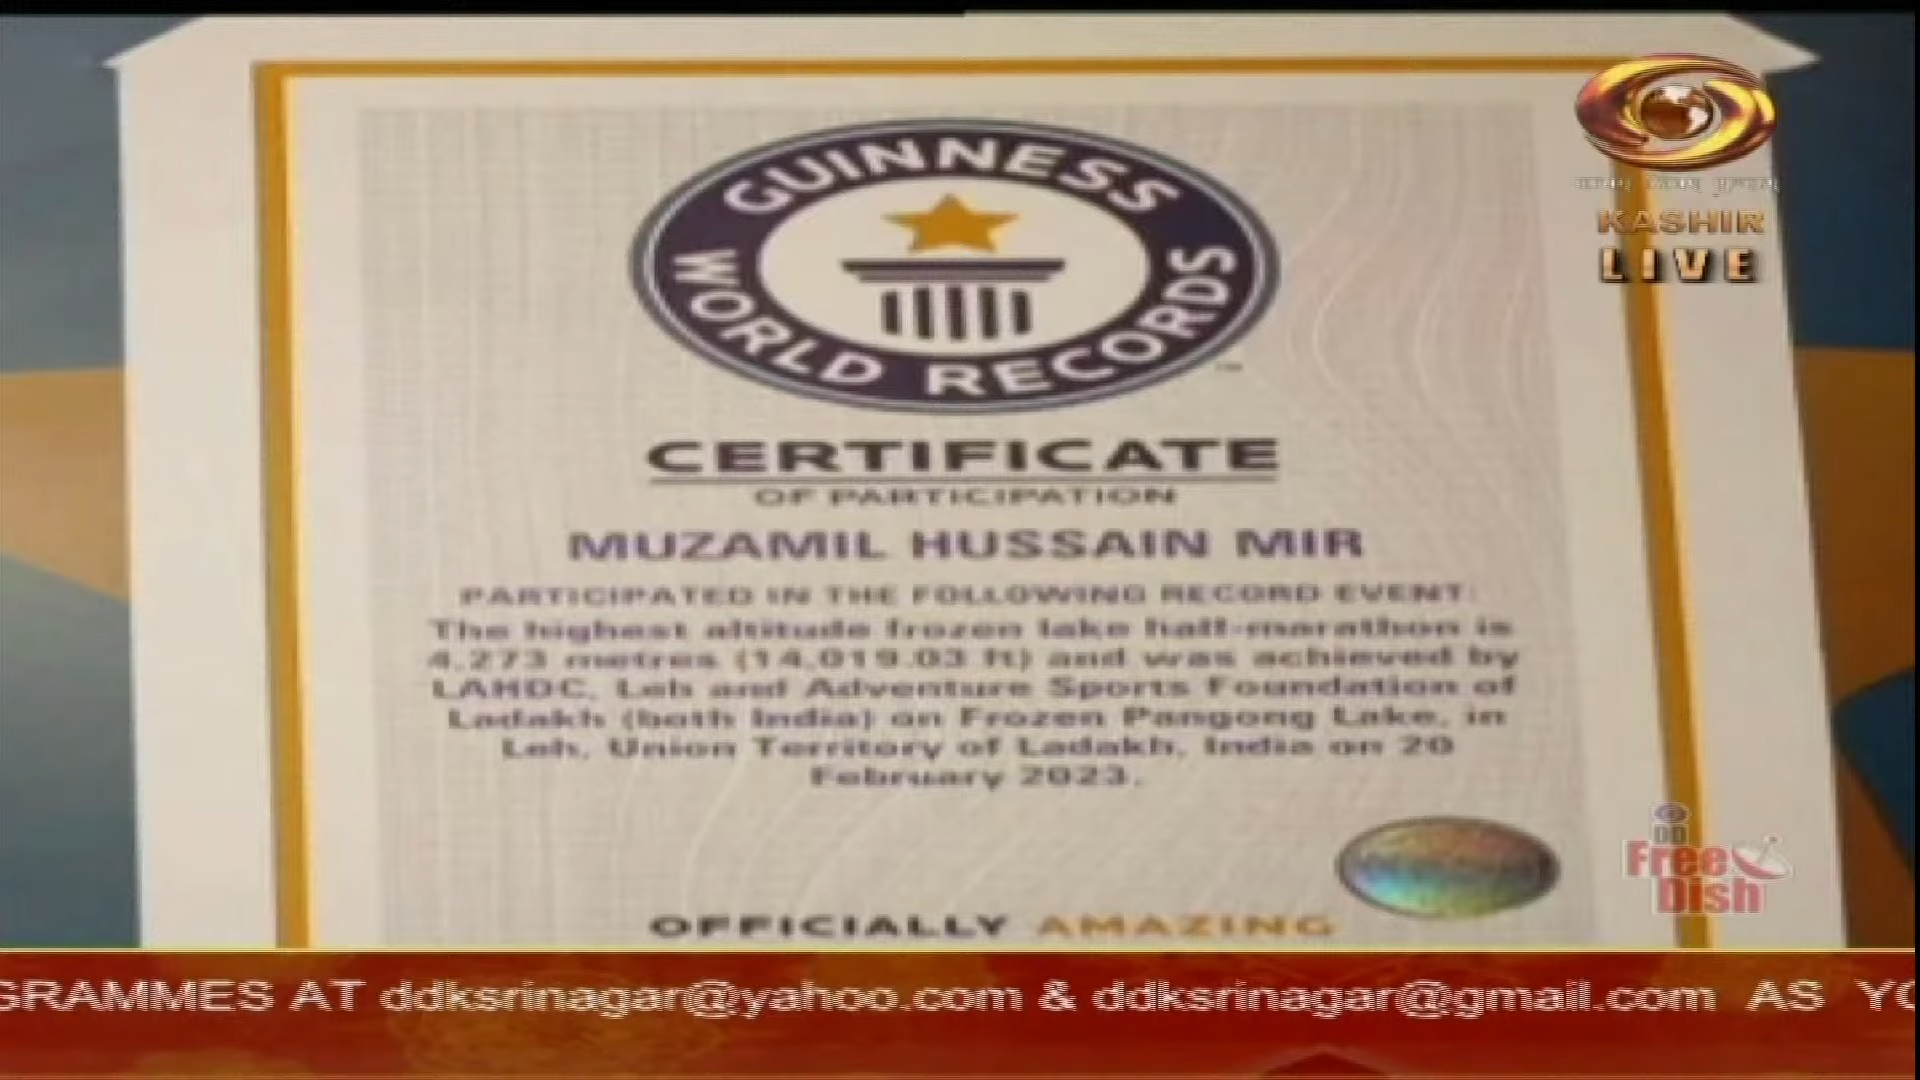 GUINNESS
WORLD RECORDS
™
CERTIFICATE
OF PARTICIPATION
MUZAMIL HUSSAIN MIR
PARTICIPATED IN THE FOLLOWING RECORD EVENT:
The highest altitude frozen lake half-marathon is
4,273 metres (14,019.03 ft) and was achieved by
LAHDC, Leh and Adventure Sports Foundation of
Ladakh (both India) on Frozen Pangong Lake, in
Leh, Union Territory of Ladakh, India on 20
February 2023.
OFFICIALLY AMAZING
KASHIR
LIVE
DD
Free
Dish
GRAMMES AT ddksrinagar@yahoo.com & ddksrinagar@gmail.com AS YO